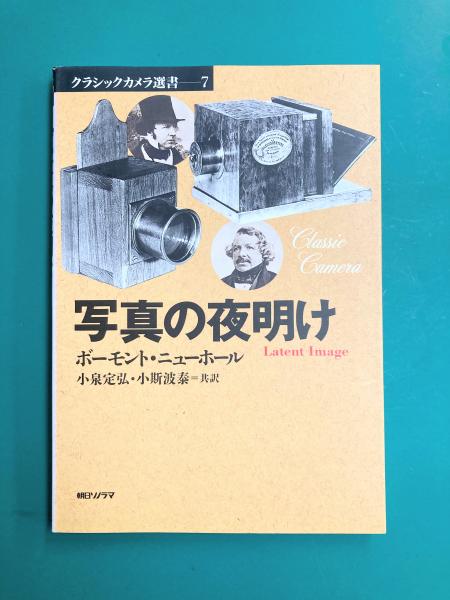 クラシックカメラ選書——7
Classic
Camera
写真の夜明け
Latent Image
ボーモント・ニューホール
小泉定弘・小斯波泰=共訳
朝日ソノラマ